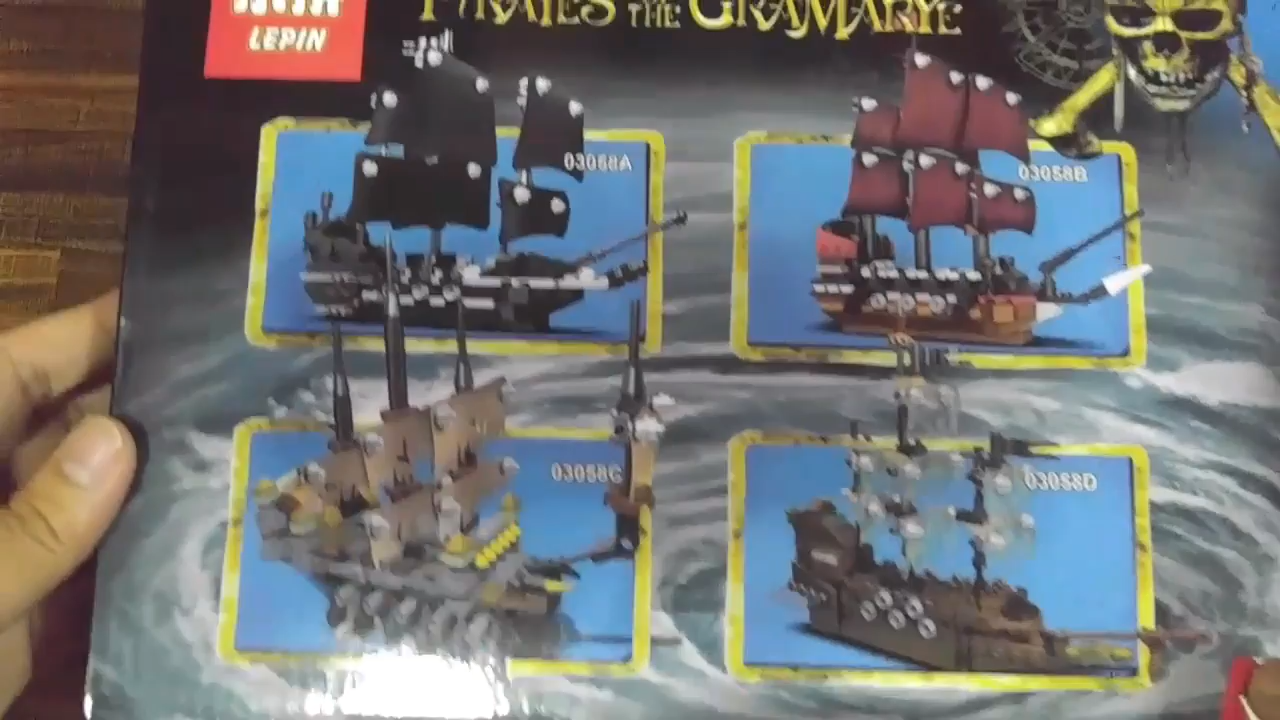 LEPIN
PIRATES OF THE GRAMARYE
03058A
03058B
03058C
03058D